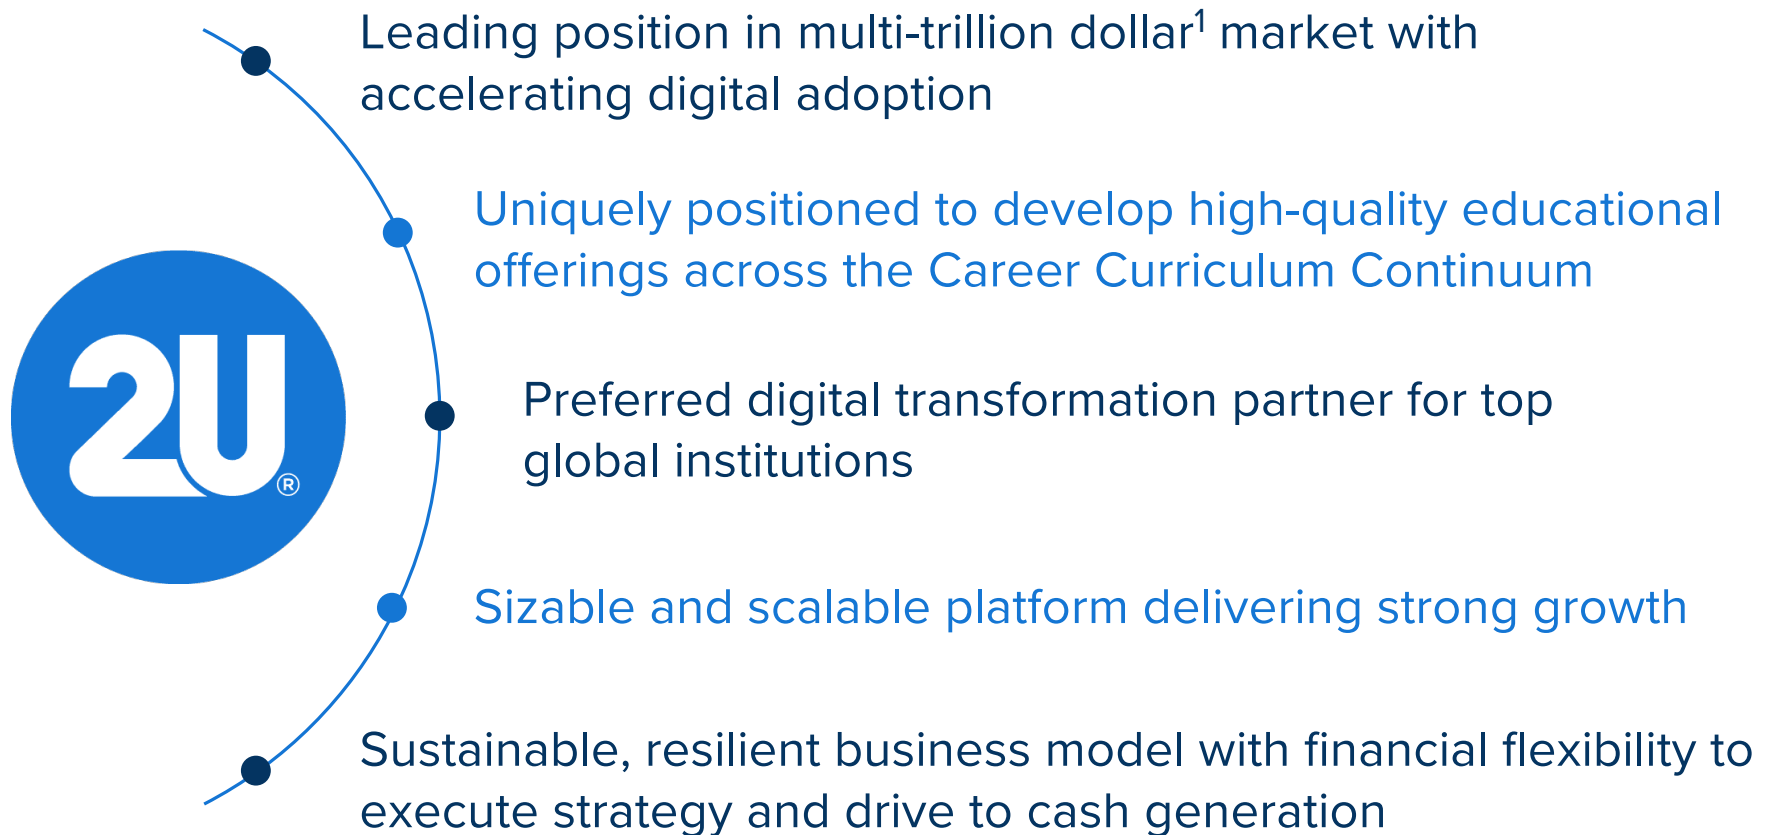 Leading position in multi-trillion dollar¹ market with
accelerating digital adoption
Uniquely positioned to develop high-quality educational
offerings across the Career Curriculum Continuum
2U®
Preferred digital transformation partner for top
global institutions
Sizable and scalable platform delivering strong growth
Sustainable, resilient business model with financial flexibility to
execute strategy and drive to cash generation